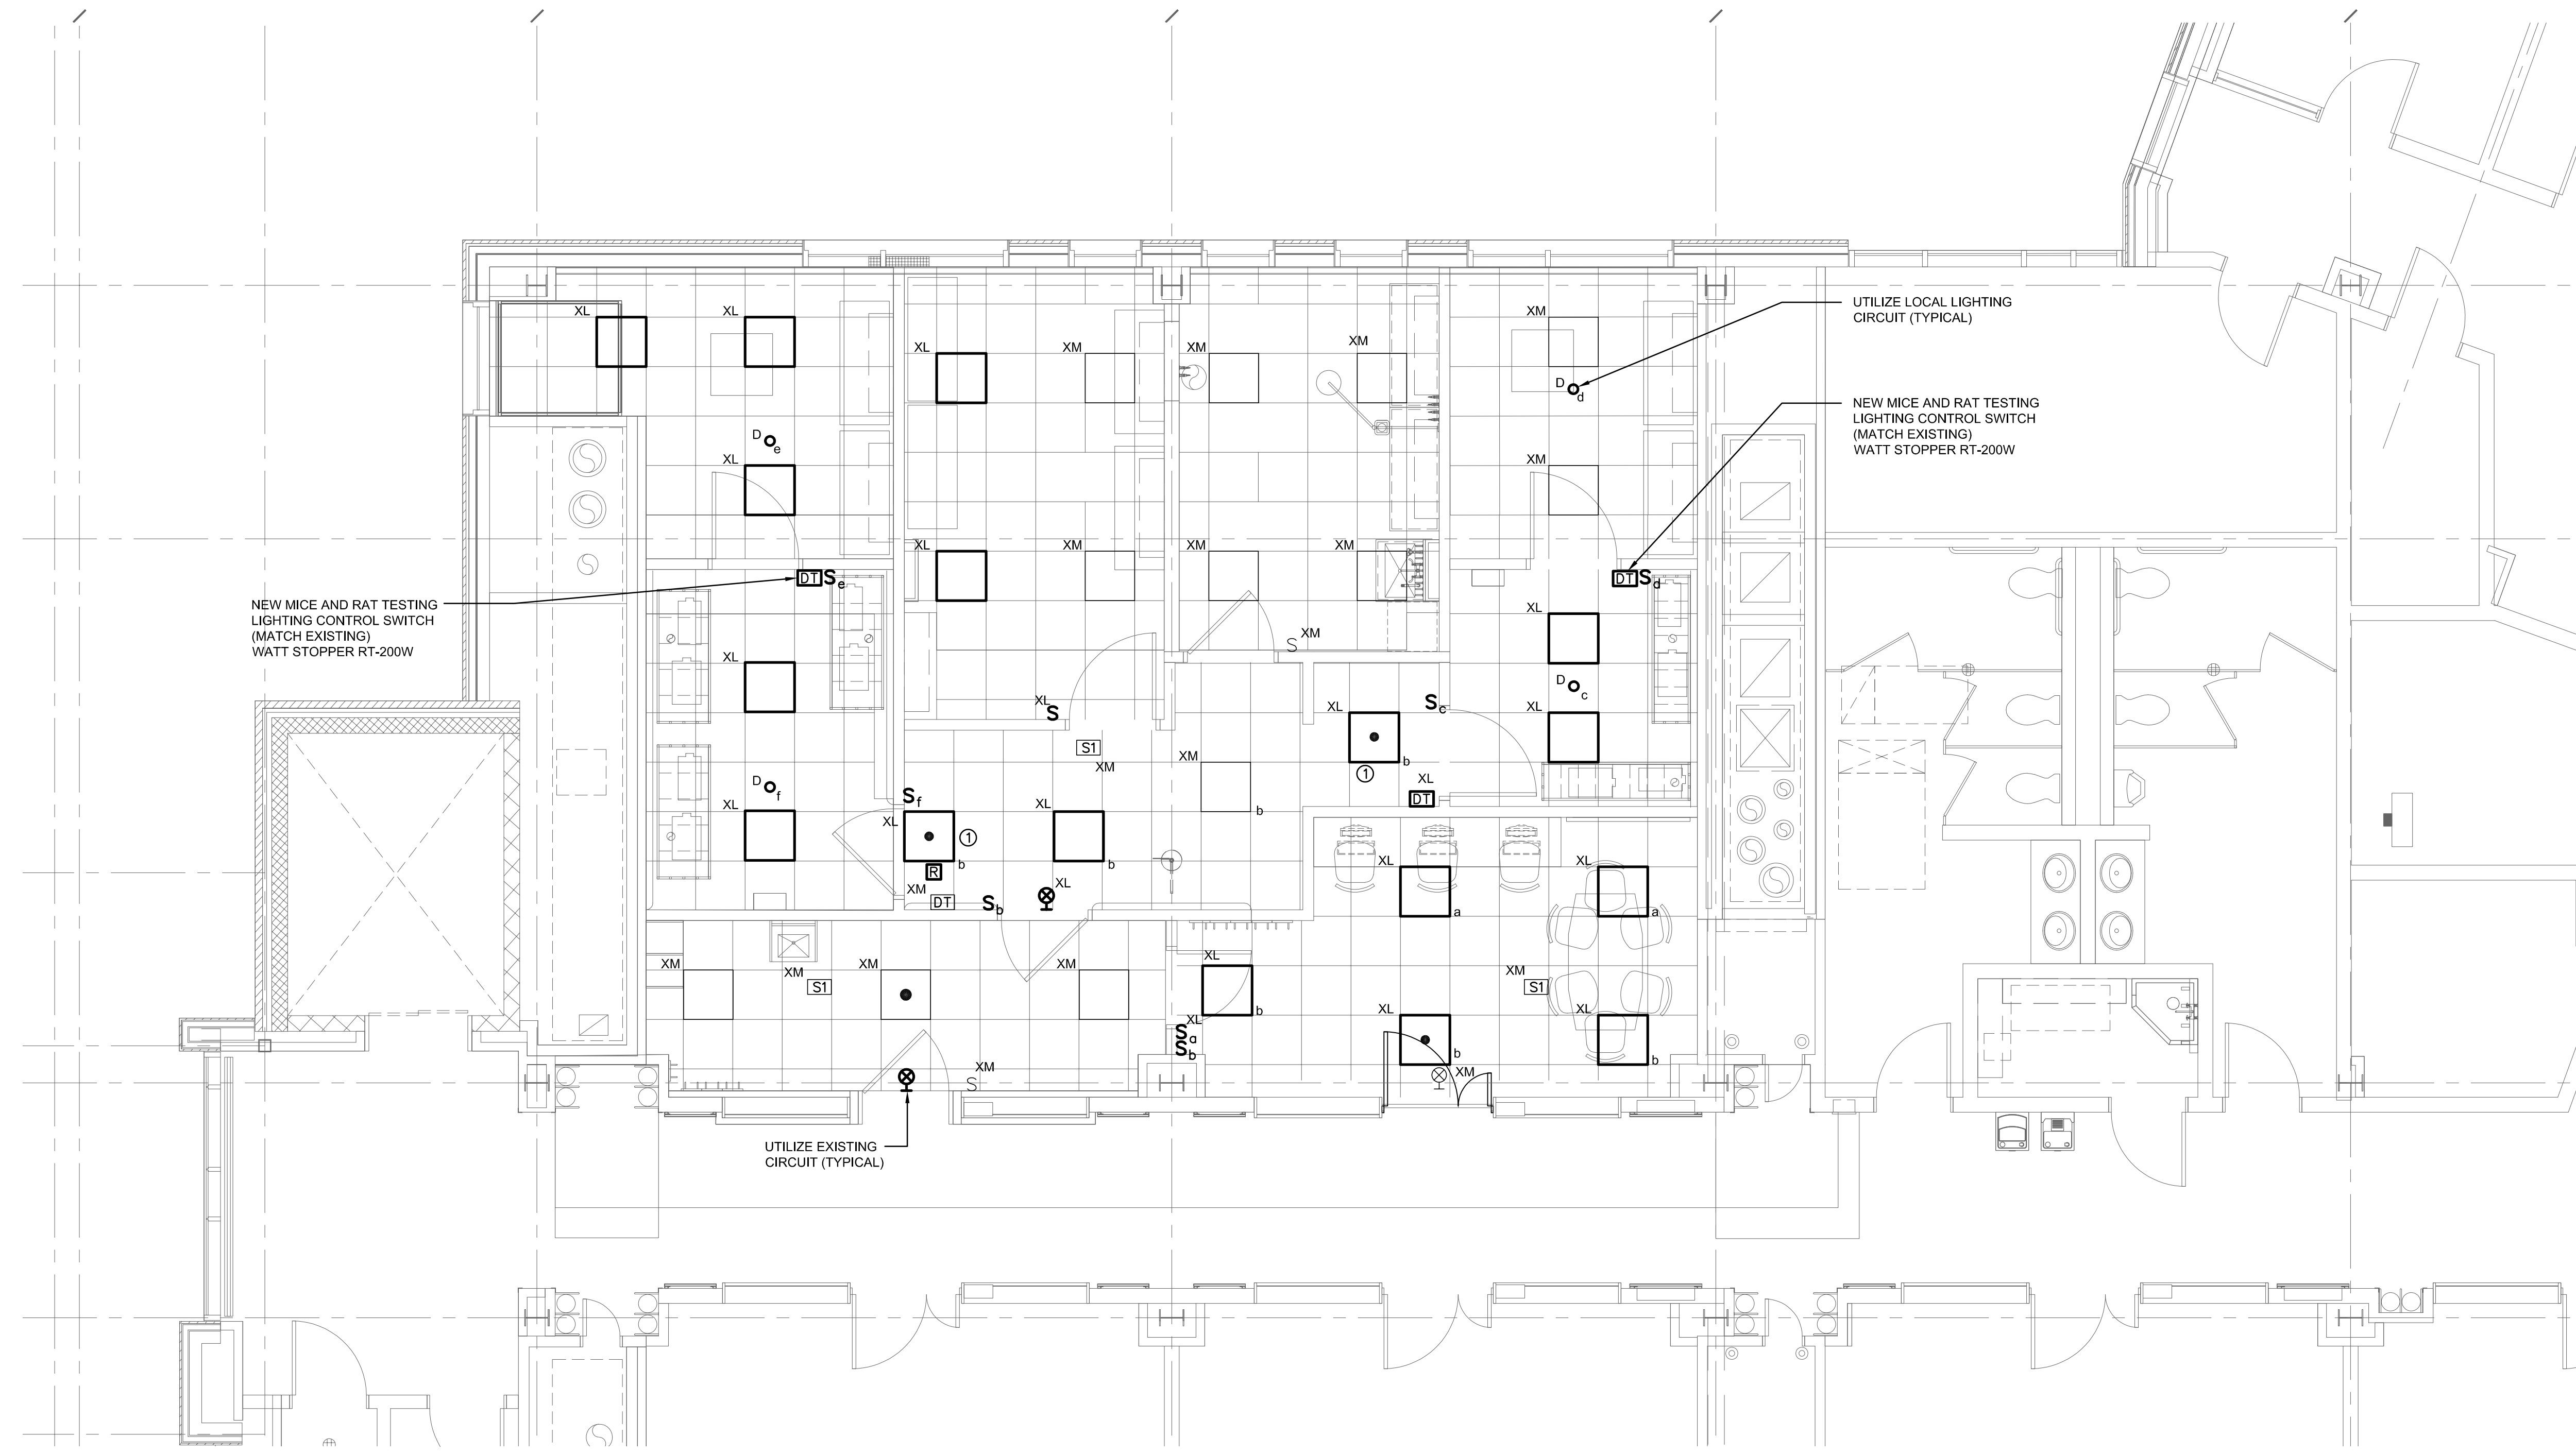 UTILIZE LOCAL LIGHTING
CIRCUIT (TYPICAL)
XL
XL
XM
XL
XM
XM
XM
D
d
NEW MICE AND RAT TESTING
LIGHTING CONTROL SWITCH
(MATCH EXISTING)
WATT STOPPER RT-200W
D
e
XL
XM
XL
XM
XM
XM
DT
S
e
DT
S
d
NEW MICE AND RAT TESTING
LIGHTING CONTROL SWITCH
(MATCH EXISTING)
WATT STOPPER RT-200W
XL
XM
S
XL
D
c
XL
S
XL
S
c
XL
S1
XM
XM
b
1
XL
DT
D
f
XL
S
f
XL
1
b
XL
b
b
R
XM
DT
S
b
XL
XL
a
XL
a
XM
XM
S1
XM
XM
XL
b
XM
S1
XL
S
a
S
b
XL
b
XL
b
XM
S
XM
UTILIZE EXISTING
CIRCUIT (TYPICAL)